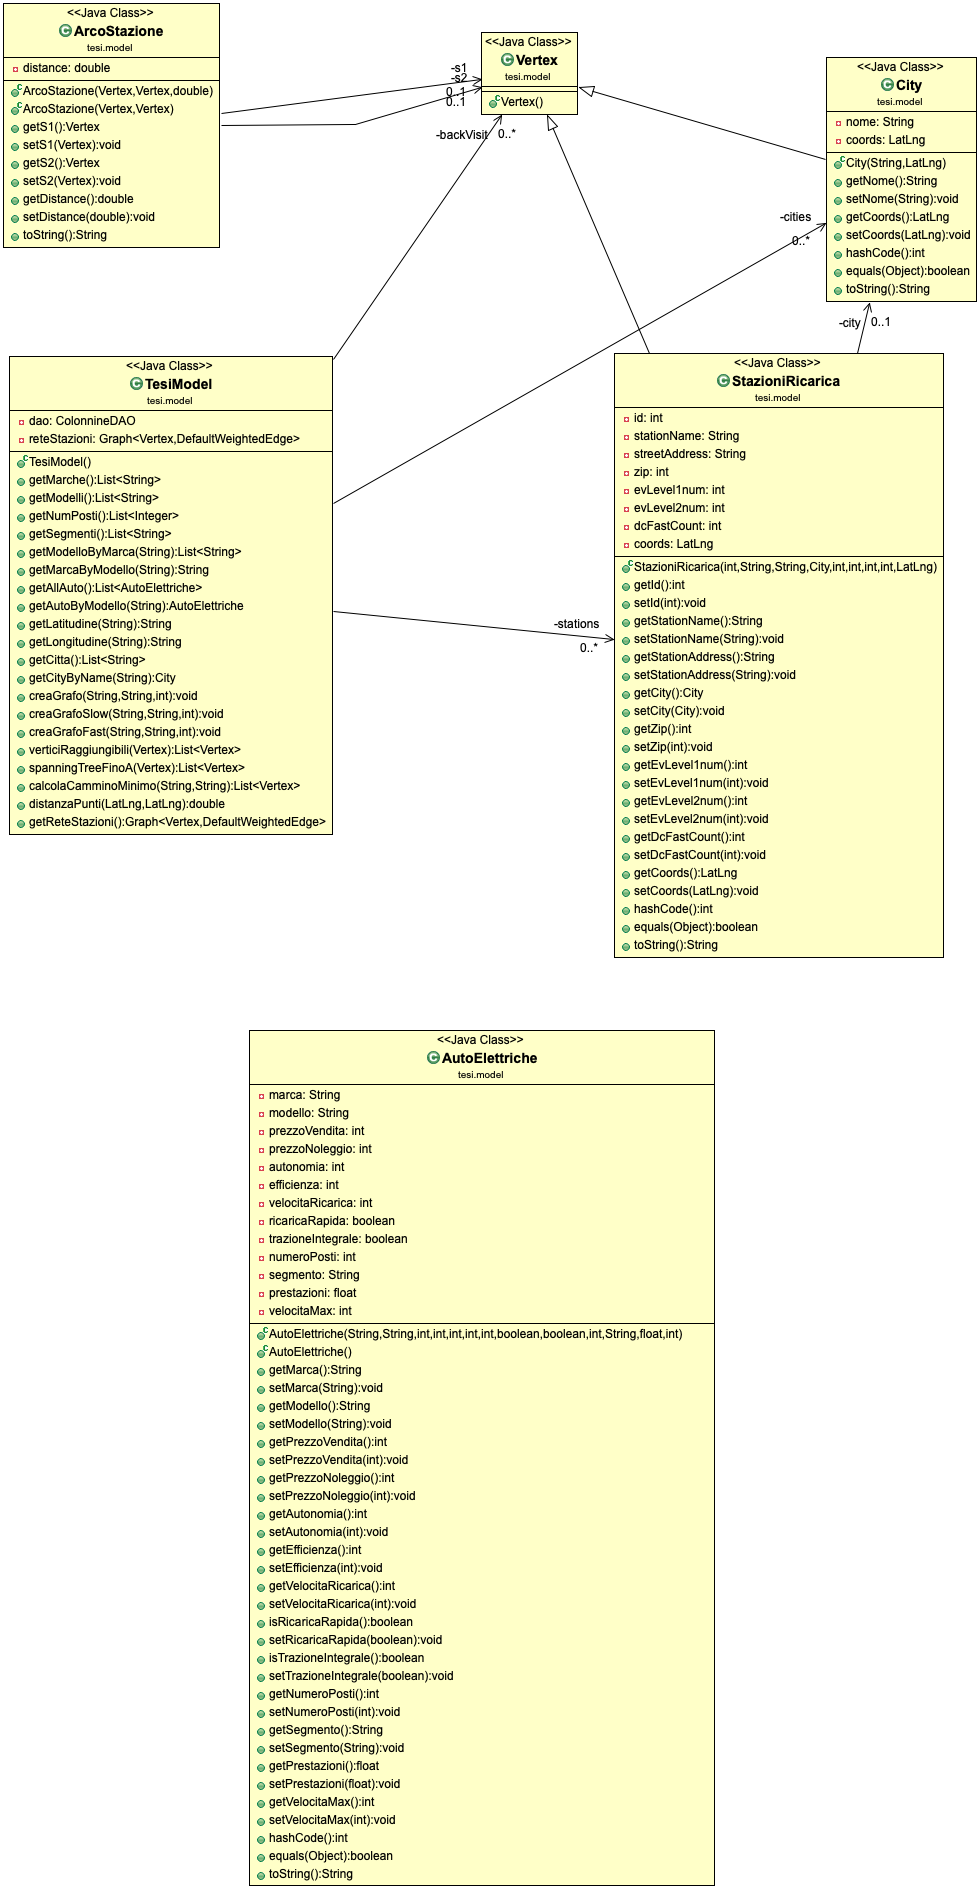 <<Java Class>>
ArcoStazione
tesi.model
distance: double
ArcoStazione(Vertex,Vertex,double)
ArcoStazione(Vertex,Vertex)
getS1():Vertex
setS1(Vertex):void
getS2():Vertex
setS2(Vertex):void
getDistance():double
setDistance(double):void
toString():String
-s1
-s2
0..1
0..1
<<Java Class>>
Vertex
tesi.model
Vertex()
-backVisit
0..*
<<Java Class>>
City
tesi.model
nome: String
coords: LatLng
City(String,LatLng)
getNome():String
setNome(String):void
getCoords():LatLng
setCoords(LatLng):void
hashCode():int
equals(Object):boolean
toString():String
-cities
0..*
-city
0..1
<<Java Class>>
TesiModel
tesi.model
dao: ColonnineDAO
reteStazioni: Graph<Vertex,DefaultWeightedEdge>
TesiModel()
getMarche():List<String>
getModelli():List<String>
getNumPosti():List<Integer>
getSegmenti():List<String>
getModelloByMarca(String):List<String>
getMarcaByModello(String):String
getAllAuto():List<AutoElettriche>
getAutoByModello(String):AutoElettriche
getLatitudine(String):String
getLongitudine(String):String
getCitta():List<String>
getCityByName(String):City
creaGrafo(String,String,int):void
creaGrafoSlow(String,String,int):void
creaGrafoFast(String,String,int):void
verticiRaggiungibili(Vertex):List<Vertex>
spanningTreeFinoA(Vertex):List<Vertex>
calcolaCamminoMinimo(String,String):List<Vertex>
distanzaPunti(LatLng,LatLng):double
getReteStazioni():Graph<Vertex,DefaultWeightedEdge>
-stations
0..*
<<Java Class>>
StazioniRicarica
tesi.model
id: int
stationName: String
streetAddress: String
zip: int
evLevel1num: int
evLevel2num: int
dcFastCount: int
coords: LatLng
StazioniRicarica(int,String,String,City,int,int,int,int,LatLng)
getId():int
setId(int):void
getStationName():String
setStationName(String):void
getStationAddress():String
setStationAddress(String):void
getCity():City
setCity(City):void
getZip():int
setZip(int):void
getEvLevel1num():int
setEvLevel1num(int):void
getEvLevel2num():int
setEvLevel2num(int):void
getDcFastCount():int
setDcFastCount(int):void
getCoords():LatLng
setCoords(LatLng):void
hashCode():int
equals(Object):boolean
toString():String
<<Java Class>>
AutoElettriche
tesi.model
marca: String
modello: String
prezzoVendita: int
prezzoNoleggio: int
autonomia: int
efficienza: int
velocitaRicarica: int
ricaricaRapida: boolean
trazioneIntegrale: boolean
numeroPosti: int
segmento: String
prestazioni: float
velocitaMax: int
AutoElettriche(String,String,int,int,int,int,int,boolean,boolean,int,String,float,int)
AutoElettriche()
getMarca():String
setMarca(String):void
getModello():String
setModello(String):void
getPrezzoVendita():int
setPrezzoVendita(int):void
getPrezzoNoleggio():int
setPrezzoNoleggio(int):void
getAutonomia():int
setAutonomia(int):void
getEfficienza():int
setEfficienza(int):void
getVelocitaRicarica():int
setVelocitaRicarica(int):void
isRicaricaRapida():boolean
setRicaricaRapida(boolean):void
isTrazioneIntegrale():boolean
setTrazioneIntegrale(boolean):void
getNumeroPosti():int
setNumeroPosti(int):void
getSegmento():String
setSegmento(String):void
getPrestazioni():float
setPrestazioni(float):void
getVelocitaMax():int
setVelocitaMax(int):void
hashCode():int
equals(Object):boolean
toString():String